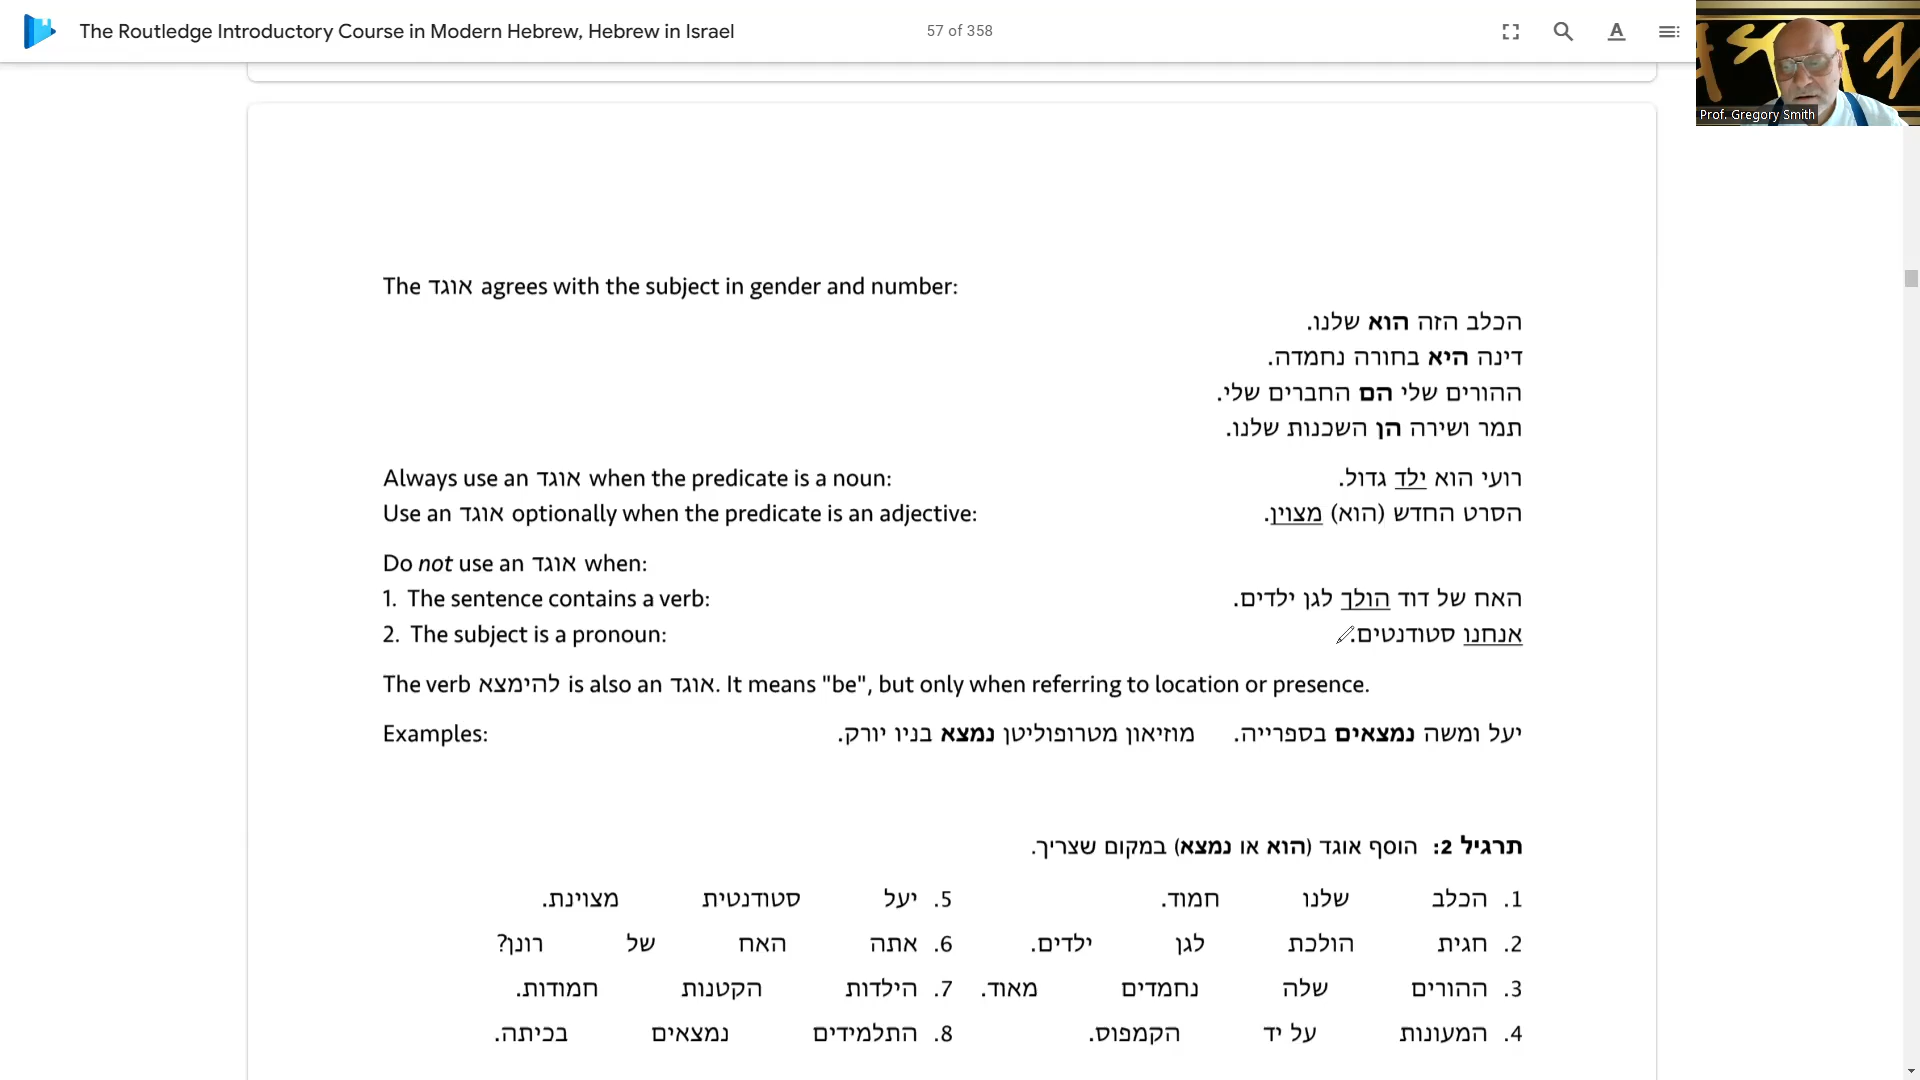 The Routledge Introductory Course in Modern Hebrew, Hebrew in Israel
57 of 358
Prof. Gregory Smith
The אוגד agrees with the subject in gender and number:
הכלב הזה הוא שלנו.
דינה היא בחורה נחמדה.
ההורים שלי הם החברים שלי.
תמר ושירה הן השכנות שלנו.
Always use an אוגד when the predicate is a noun: רועי הוא ילד גדול.
Use an אוגד optionally when the predicate is an adjective: הסרט החדש (הוא) מצוין.
Do not use an אוגד when:
1. The sentence contains a verb: האח של דוד הולך לגן ילדים.
2. The subject is a pronoun: אנחנו סטודנטים.
The verb להימצא is also an אוגד. It means "be", but only when referring to location or presence.
Examples: יעל ומשה נמצאים בספרייה. מוזיאון מטרופוליטן נמצא בניו יורק.
תרגיל 2: הוסף אוגד (הוא או נמצא) במקום שצריך.
1. הכלב שלנו חמוד. 5. יעל סטודנטית מצוינת.
2. חגית הולכת לגן ילדים. 6. אתה האח של רונן?
3. ההורים שלה נחמדים מאוד. 7. הילדות הקטנות חמודות.
4. המעונות על יד הקמפוס. 8. התלמידים נמצאים בכיתה.